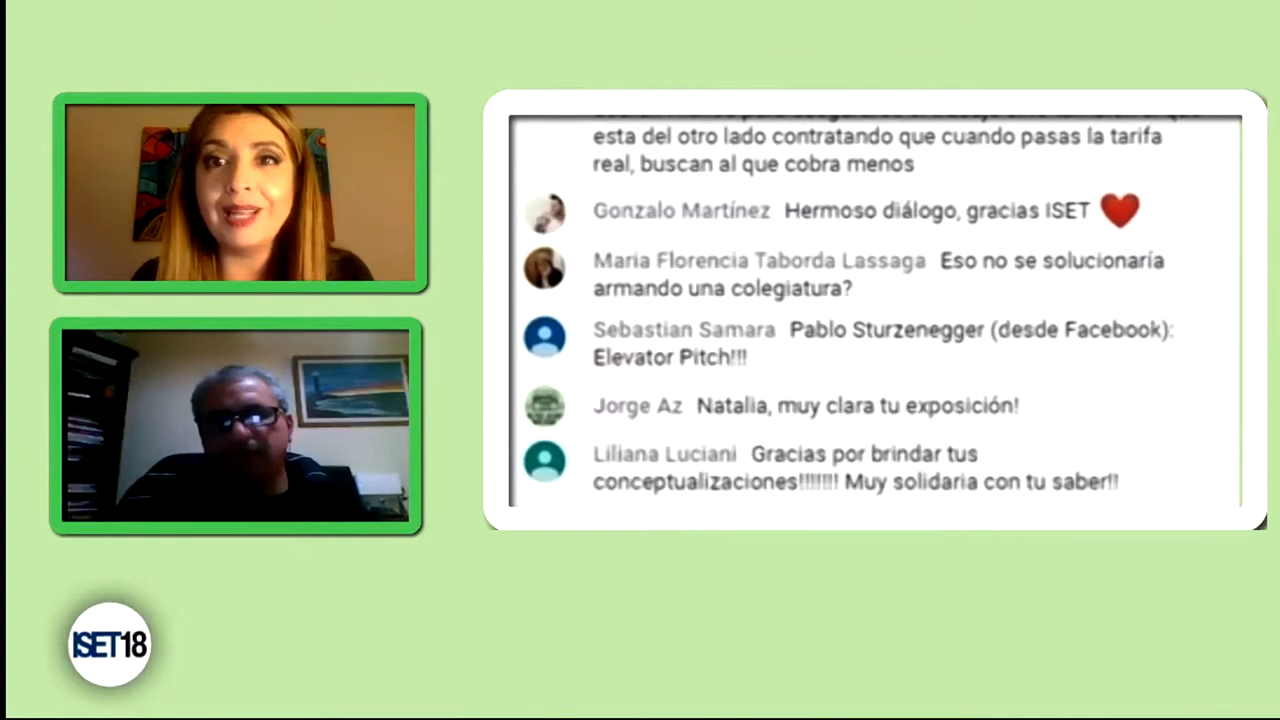 esta del otro lado contratando que cuando pasas la tarifa
real, buscan al que cobra menos
Gonzalo Martínez Hermoso diálogo, gracias ISET ❤️
Maria Florencia Taborda Lassaga Eso no se solucionaría
armando una colegiatura?
Sebastian Samara Pablo Sturzenegger (desde Facebook):
Elevator Pitch!!!
Jorge Az Natalia, muy clara tu exposición!
Liliana Luciani Gracias por brindar tus
conceptualizaciones!!!!!!! Muy solidaria con tu saber!!
ISET18